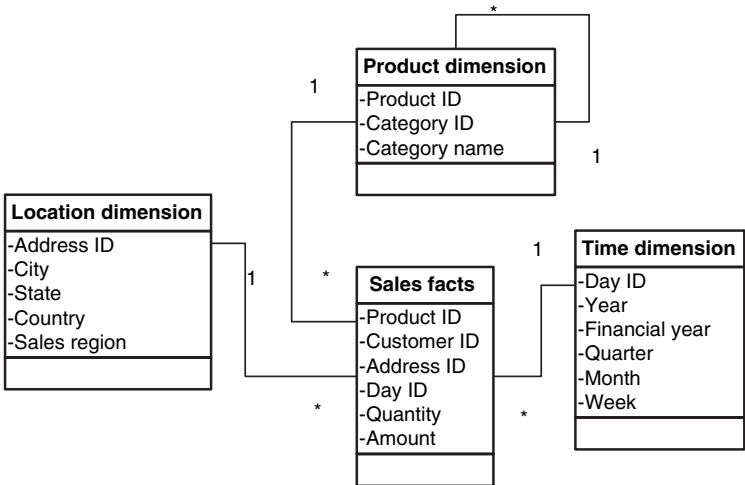 *
Product dimension
-Product ID
-Category ID
-Category name
1
1
Location dimension
-Address ID
-City
-State
-Country
-Sales region
1
*
Sales facts
-Product ID
-Customer ID
-Address ID
-Day ID
-Quantity
-Amount
*
*
1
Time dimension
-Day ID
-Year
-Financial year
-Quarter
-Month
-Week